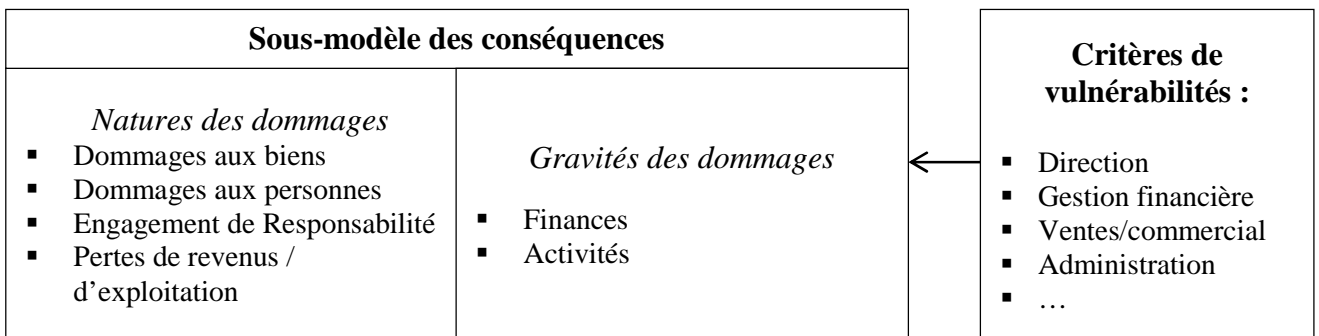 Sous-modèle des conséquences
Natures des dommages
▪ Dommages aux biens
▪ Dommages aux personnes
▪ Engagement de Responsabilité
▪ Pertes de revenus /
d’exploitation
Gravités des dommages
▪ Finances
▪ Activités
Critères de
vulnérabilités :
▪ Direction
▪ Gestion financière
▪ Ventes/commercial
▪ Administration
▪ …